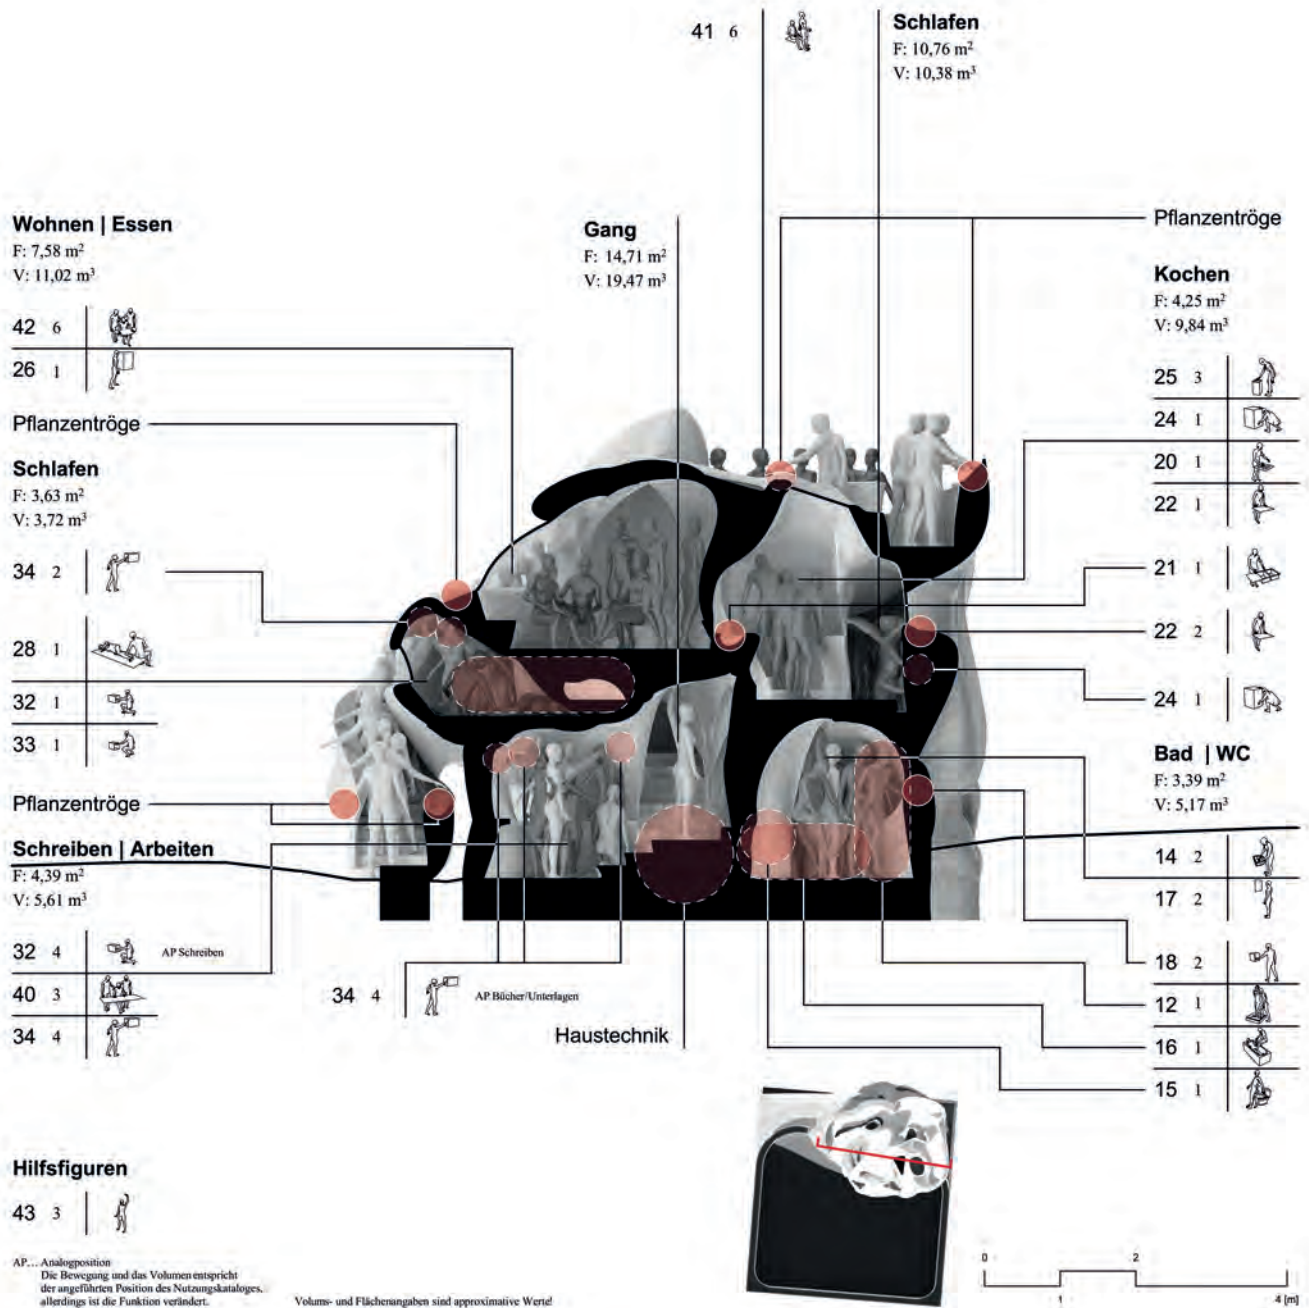 41 6
Schlafen
F: 10,76 m²
V: 10,38 m³
Wohnen | Essen
F: 7,58 m²
V: 11,02 m³
42 6
26 1
Pflanzentröge
Schlafen
F: 3,63 m²
V: 3,72 m³
34 2
28 1
32 1
33 1
Pflanzentröge
Schreiben | Arbeiten
F: 4,39 m²
V: 5,61 m³
32 4 AP Schreiben
40 3
34 4
Gang
F: 14,71 m²
V: 19,47 m³
34 4 AP Bücher/Unterlagen
Haustechnik
Pflanzentröge
Kochen
F: 4,25 m²
V: 9,84 m³
25 3
24 1
20 1
22 1
21 1
22 2
24 1
Bad | WC
F: 3,39 m²
V: 5,17 m³
14 2
17 2
18 2
12 1
16 1
15 1
Hilfsfiguren
43 3
AP... Analogposition
Die Bewegung und das Volumen entspricht
der angeführten Position des Nutzungskataloges,
allerdings ist die Funktion verändert.
Volums- und Flächenangaben sind approximative Werte!
0 2
1 4 [m]